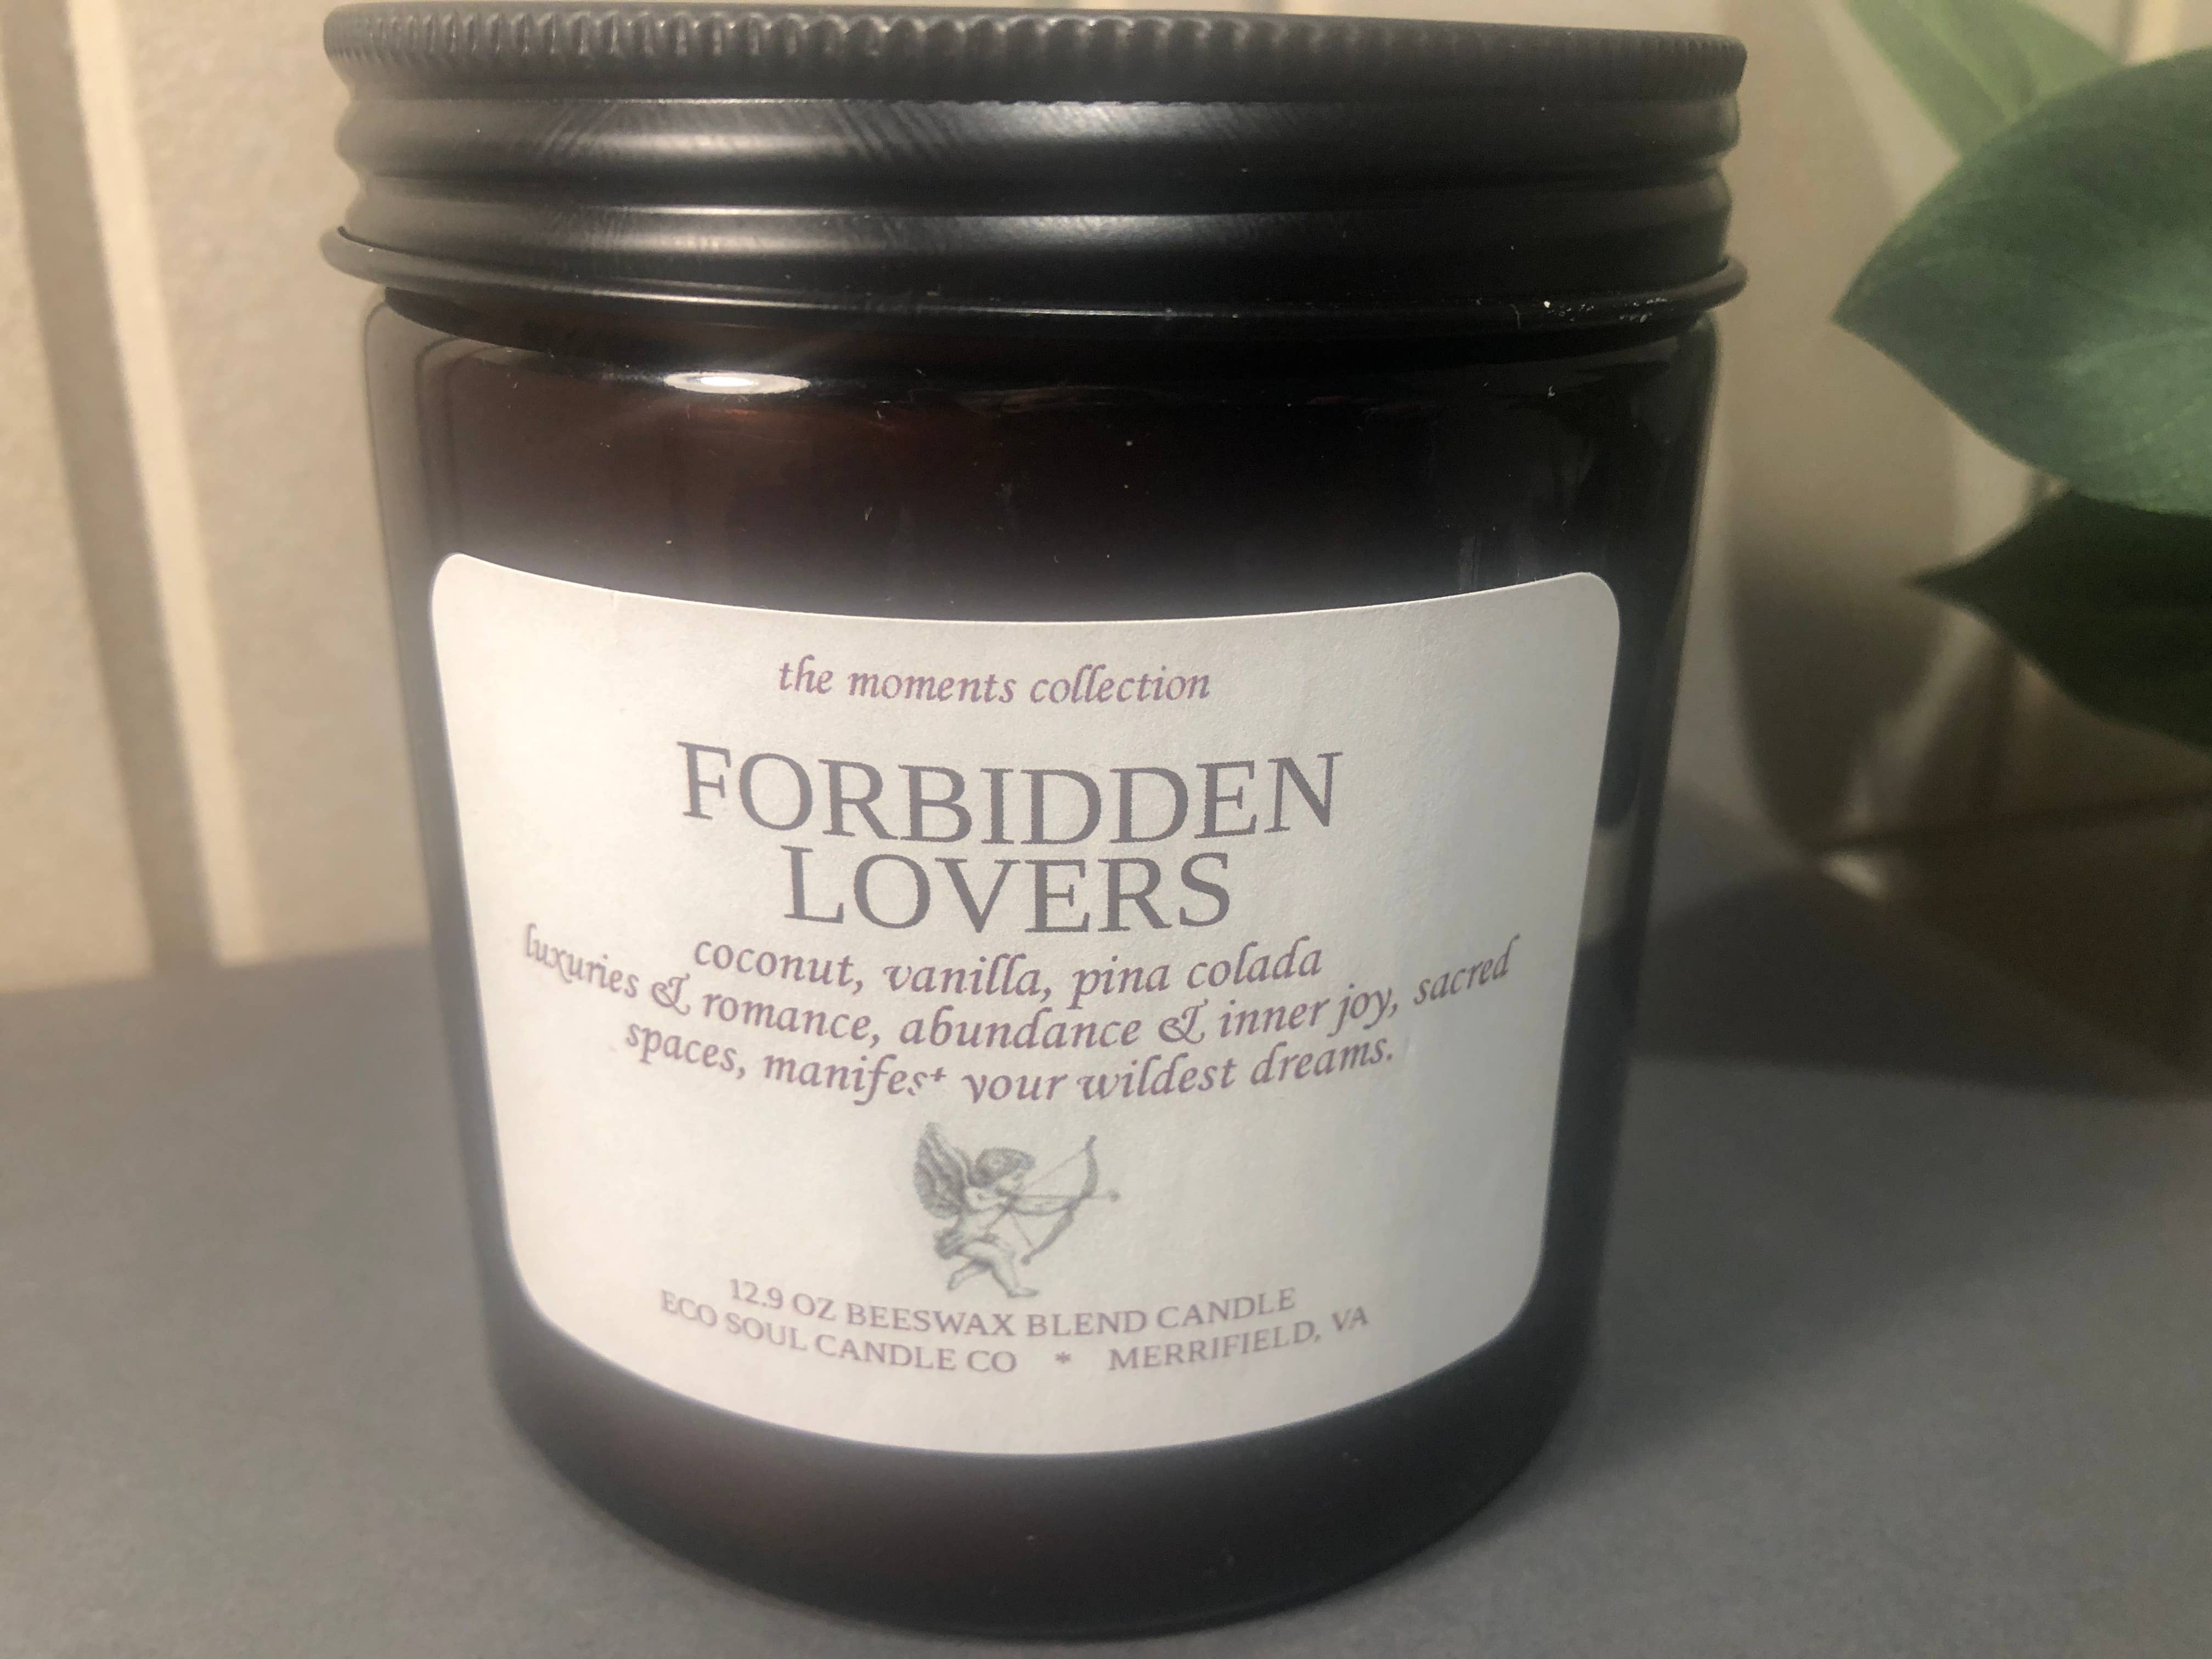 the moments collection
FORBIDDEN
LOVERS
coconut, vanilla, pina colada
luxuries & romance, abundance & inner joy, sacred
spaces, manifest your wildest dreams.
12.9 OZ BEESWAX BLEND CANDLE
ECO SOUL CANDLE CO * MERRIFIELD, VA